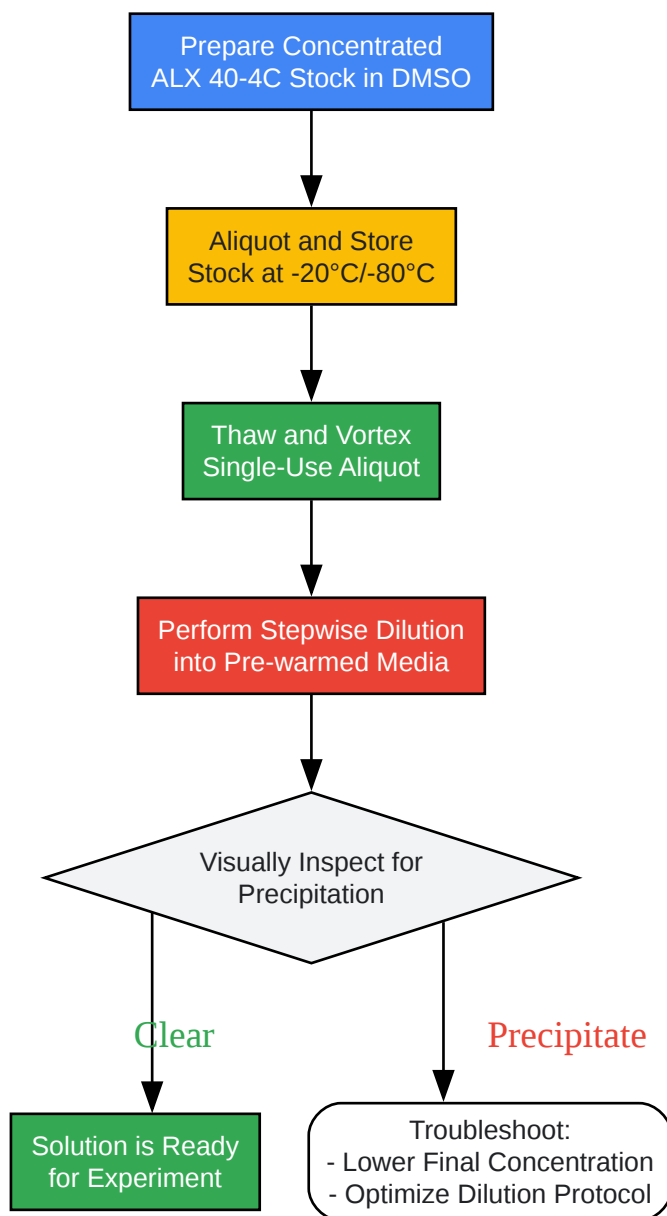 Prepare Concentrated
ALX 40-4C Stock in DMSO
Aliquot and Store
Stock at -20°C/-80°C
Thaw and Vortex
Single-Use Aliquot
Perform Stepwise Dilution
into Pre-warmed Media
Visually Inspect for
Precipitation
Clear
Precipitate
Solution is Ready
for Experiment
Troubleshoot:
- Lower Final Concentration
- Optimize Dilution Protocol